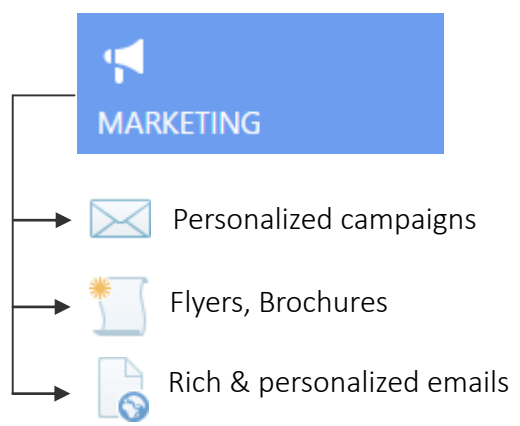 MARKETING
Personalized campaigns
Flyers, Brochures
Rich & personalized emails